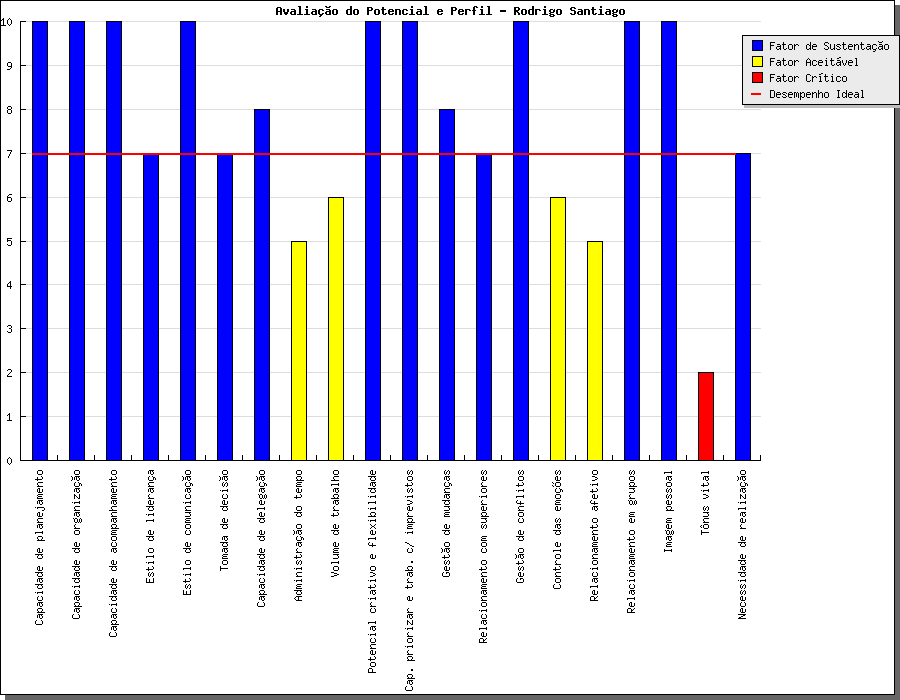 Avaliação do Potencial e Perfil - Rodrigo Santiago
10
9
8
7
6
5
4
3
2
1
0
Fator de Sustentação
Fator Aceitável
Fator Crítico
Desempenho Ideal
Capacidade de planejamento
Capacidade de organização
Capacidade de acompanhamento
Estilo de liderança
Estilo de comunicação
Tomada de decisão
Capacidade de delegação
Administração do tempo
Volume de trabalho
Potencial criativo e flexibilidade
Cap. priorizar e trab. c/ imprevistos
Gestão de mudanças
Relacionamento com superiores
Gestão de conflitos
Controle das emoções
Relacionamento afetivo
Relacionamento em grupos
Imagem pessoal
Tônus vital
Necessidade de realização